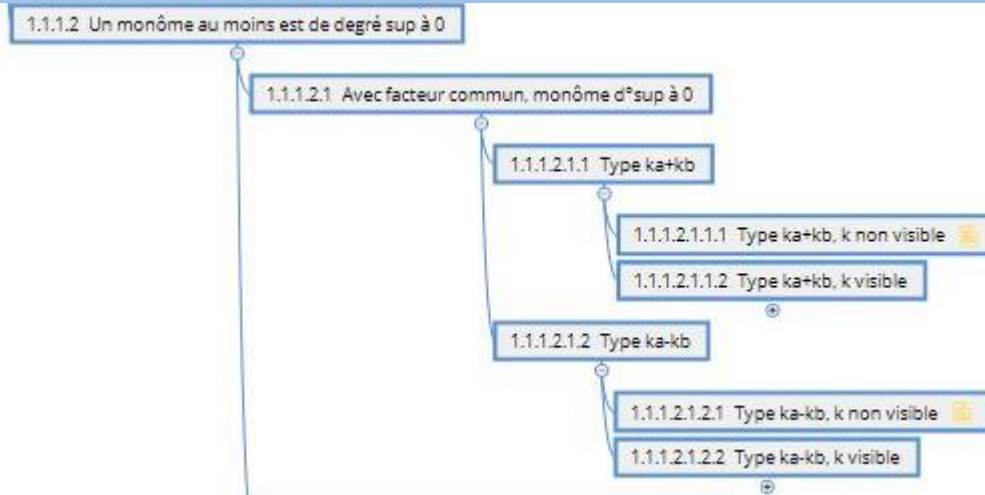 1.1.1.2 Un monôme au moins est de degré sup à 0
1.1.1.2.1 Avec facteur commun, monôme d°sup à 0
1.1.1.2.1.1 Type ka+kb
1.1.1.2.1.1.1 Type ka+kb, k non visible
1.1.1.2.1.1.2 Type ka+kb, k visible
1.1.1.2.1.2 Type ka-kb
1.1.1.2.1.2.1 Type ka-kb, k non visible
1.1.1.2.1.2.2 Type ka-kb, k visible